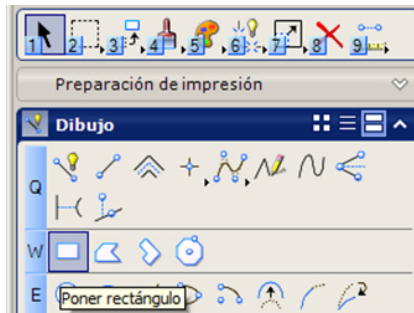 1 2 3 4 5 6 7 8 9
Preparación de impresión
Dibujo
Q
W
E
Poner rectángulo